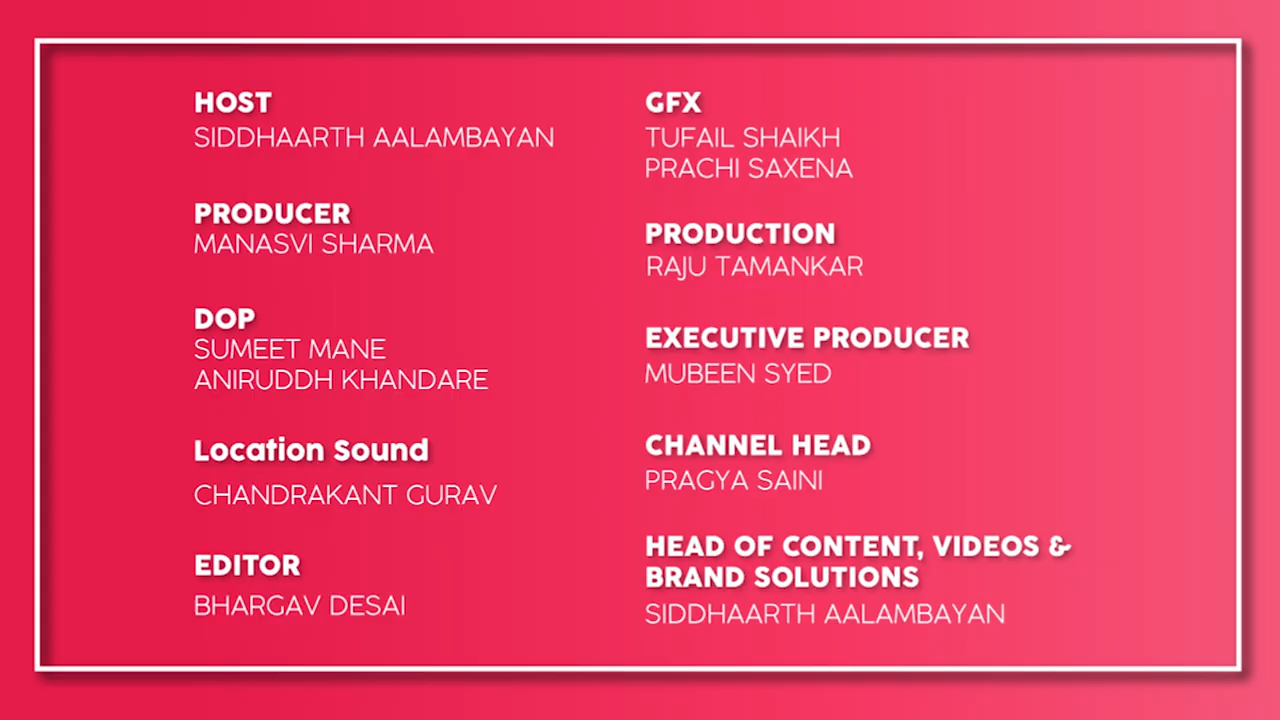 HOST
SIDDHAARTH AALAMBAYAN
PRODUCER
MANASVI SHARMA
DOP
SUMEET MANE
ANIRUDDH KHANDARE
Location Sound
CHANDRAKANT GURAV
EDITOR
BHARGAV DESAI
GFX
TUFAIL SHAIKH
PRACHI SAXENA
PRODUCTION
RAJU TAMANKAR
EXECUTIVE PRODUCER
MUBEEN SYED
CHANNEL HEAD
PRAGYA SAINI
HEAD OF CONTENT, VIDEOS &
BRAND SOLUTIONS
SIDDHAARTH AALAMBAYAN